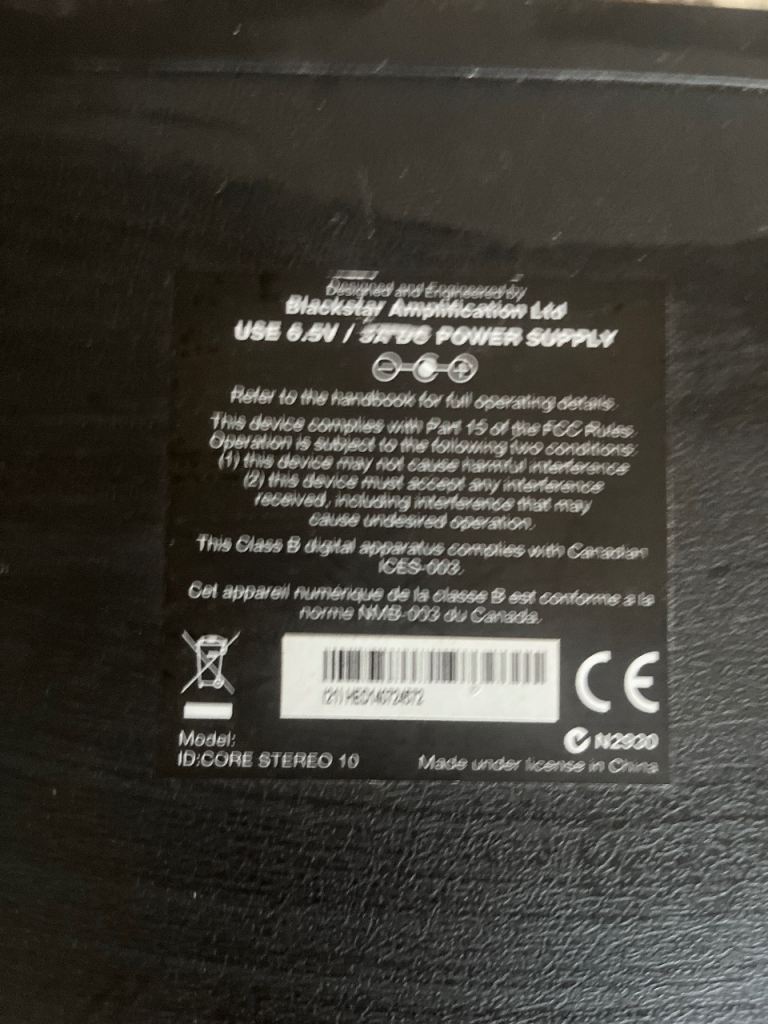 Designed and Engineered by
Blackstar Amplification Ltd
USE 6.5V / DC POWER SUPPLY
Refer to the handbook for full operating details.
This device complies with Part 15 of the FCC Rules.
Operation is subject to the following two conditions:
(1) this device may not cause harmful interference
(2) this device must accept any interference
received, including interference that may
cause undesired operation.
This Class B digital apparatus complies with Canadian
ICES-003.
Cet appareil numérique de la classe B est conforme a la
norme NMB-003 du Canada.
CE
Model:
ID:CORE STEREO 10
Made under license in China